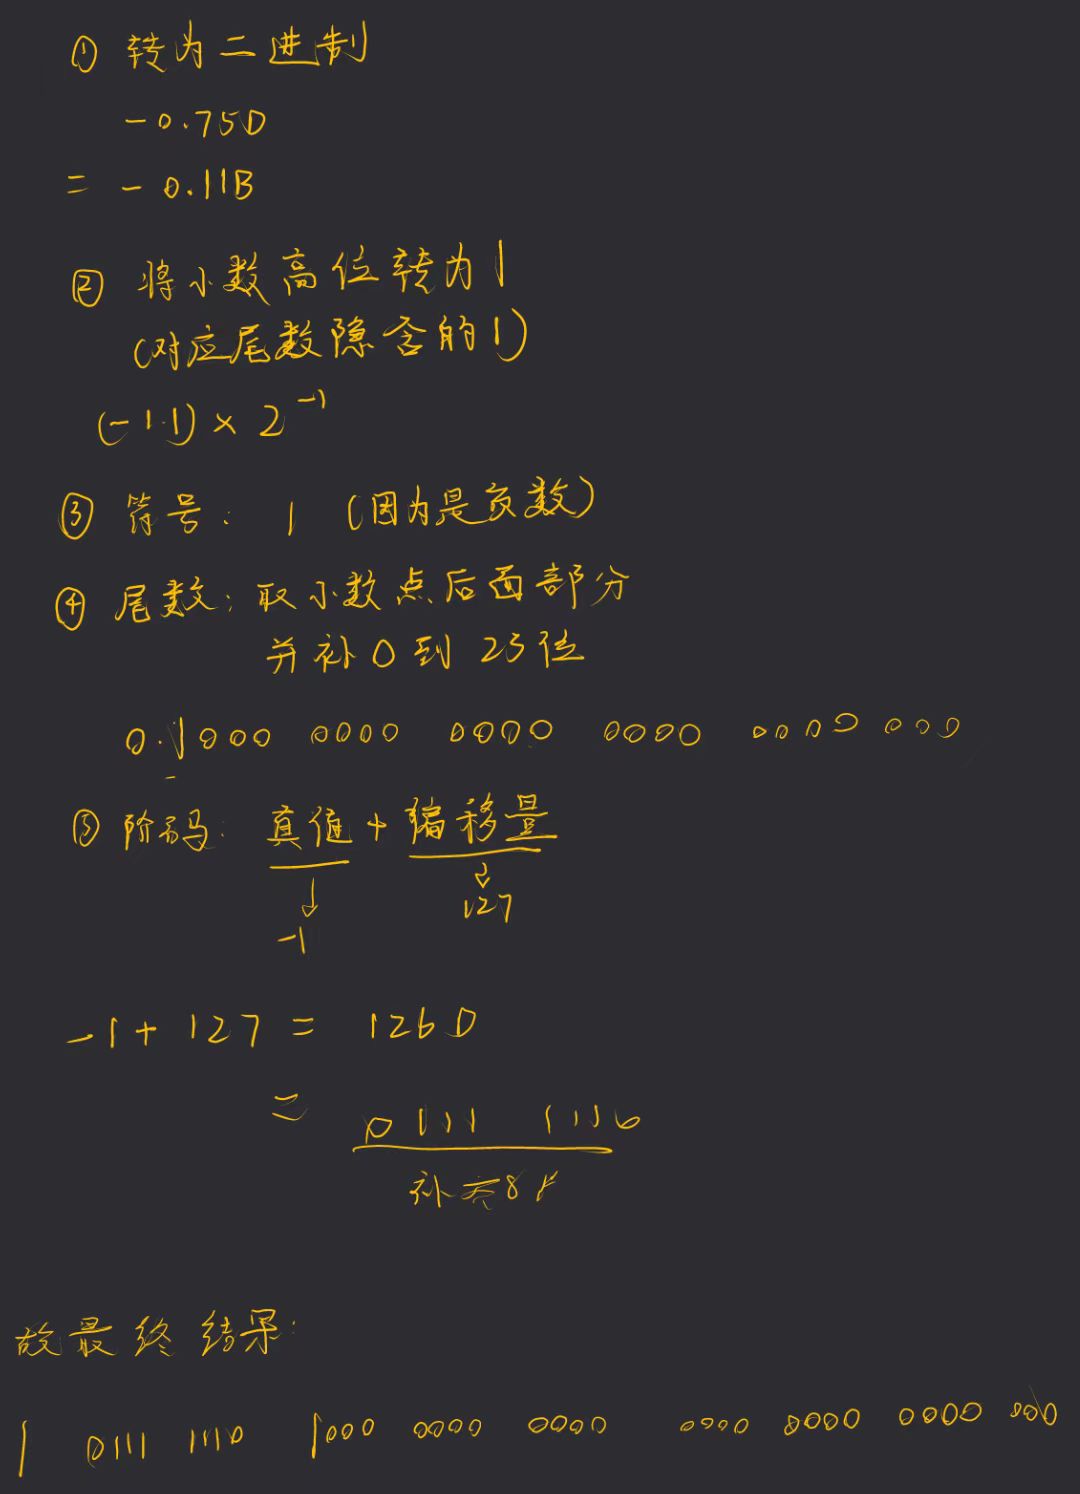 ① 转为二进制
-0.75D
= -0.11B
② 将小数高位转为1
(对应尾数隐含的1)
(-1.1) × 2⁻¹
③ 符号: 1 (因为是负数)
④ 尾数: 取小数点后面部分
并补0到23位
0.1000 0000 0000 0000 0000 000
⑤ 阶码: 真值 + 偏移量
-1 127
-1 + 127 = 126D
= 0111 1110
补充8
故最终结果:
1 0111 1110 1000 0000 0000 0000 0000 0000 000